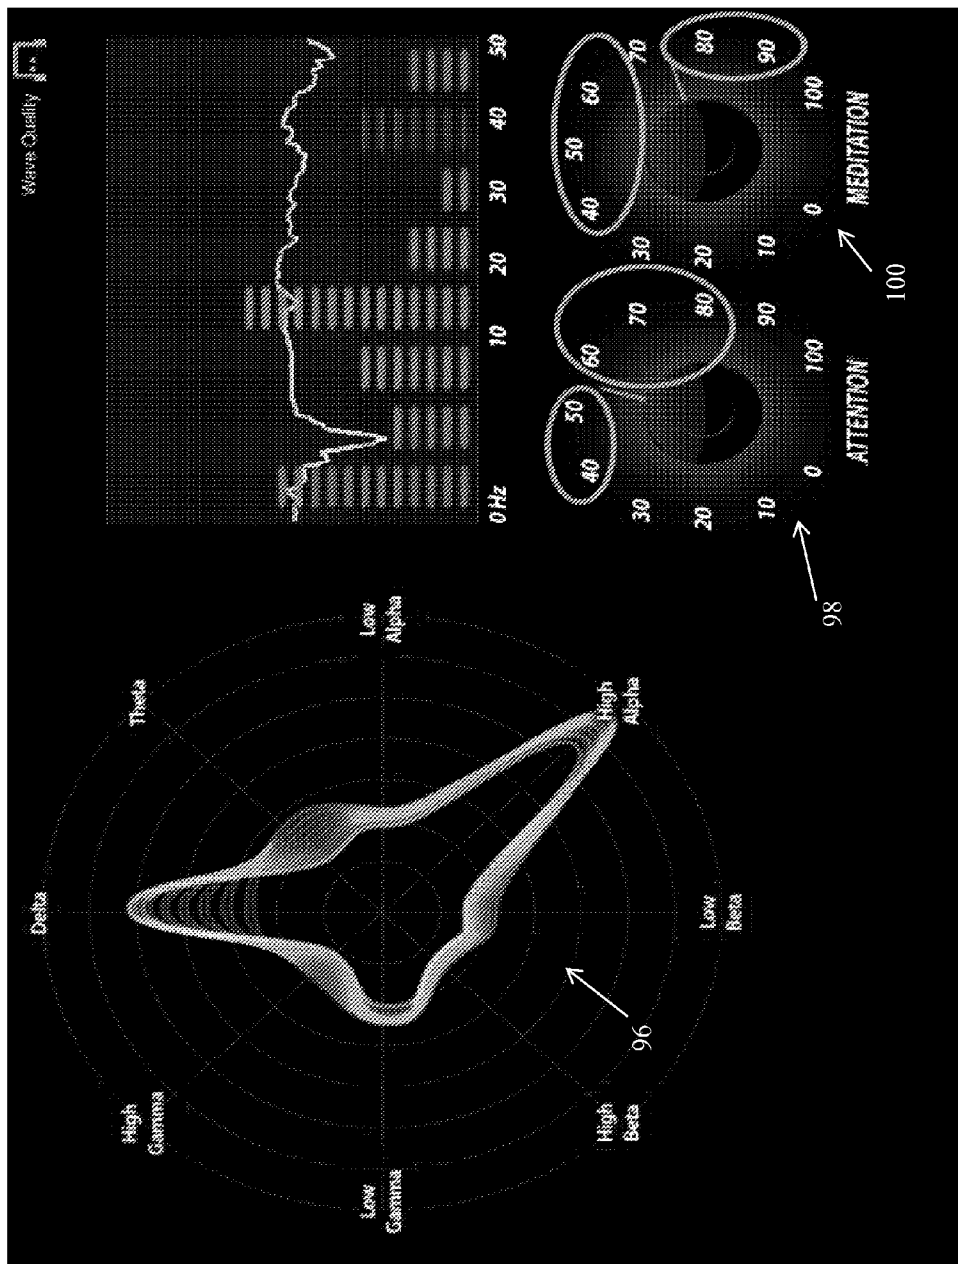 Wave Quality
Delta
Theta
Low
Alpha
High
Alpha
Low
Beta
High
Beta
Low
Gamma
High
Gamma
96
0 Hz 10 20 30 40 50
0 10 20 30 40 50 60 70 80 90 100
ATTENTION
98
0 10 20 30 40 50 60 70 80 90 100
MEDITATION
100